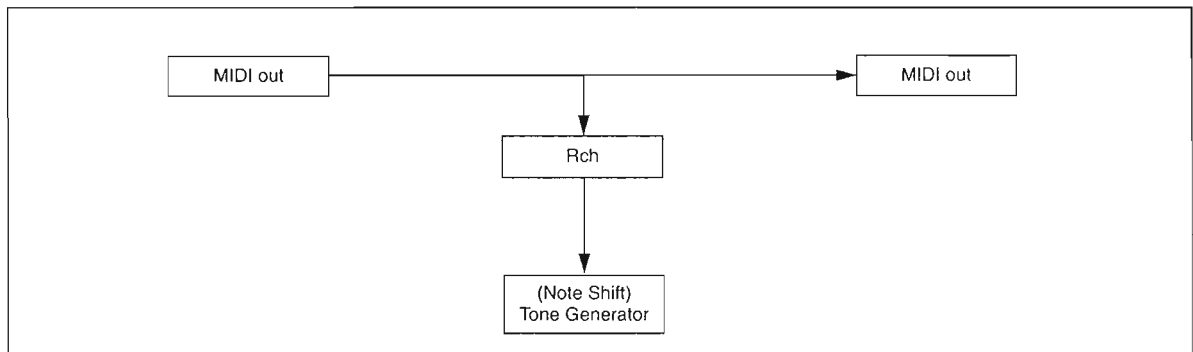 MIDI out
MIDI out
Rch
(Note Shift)
Tone Generator